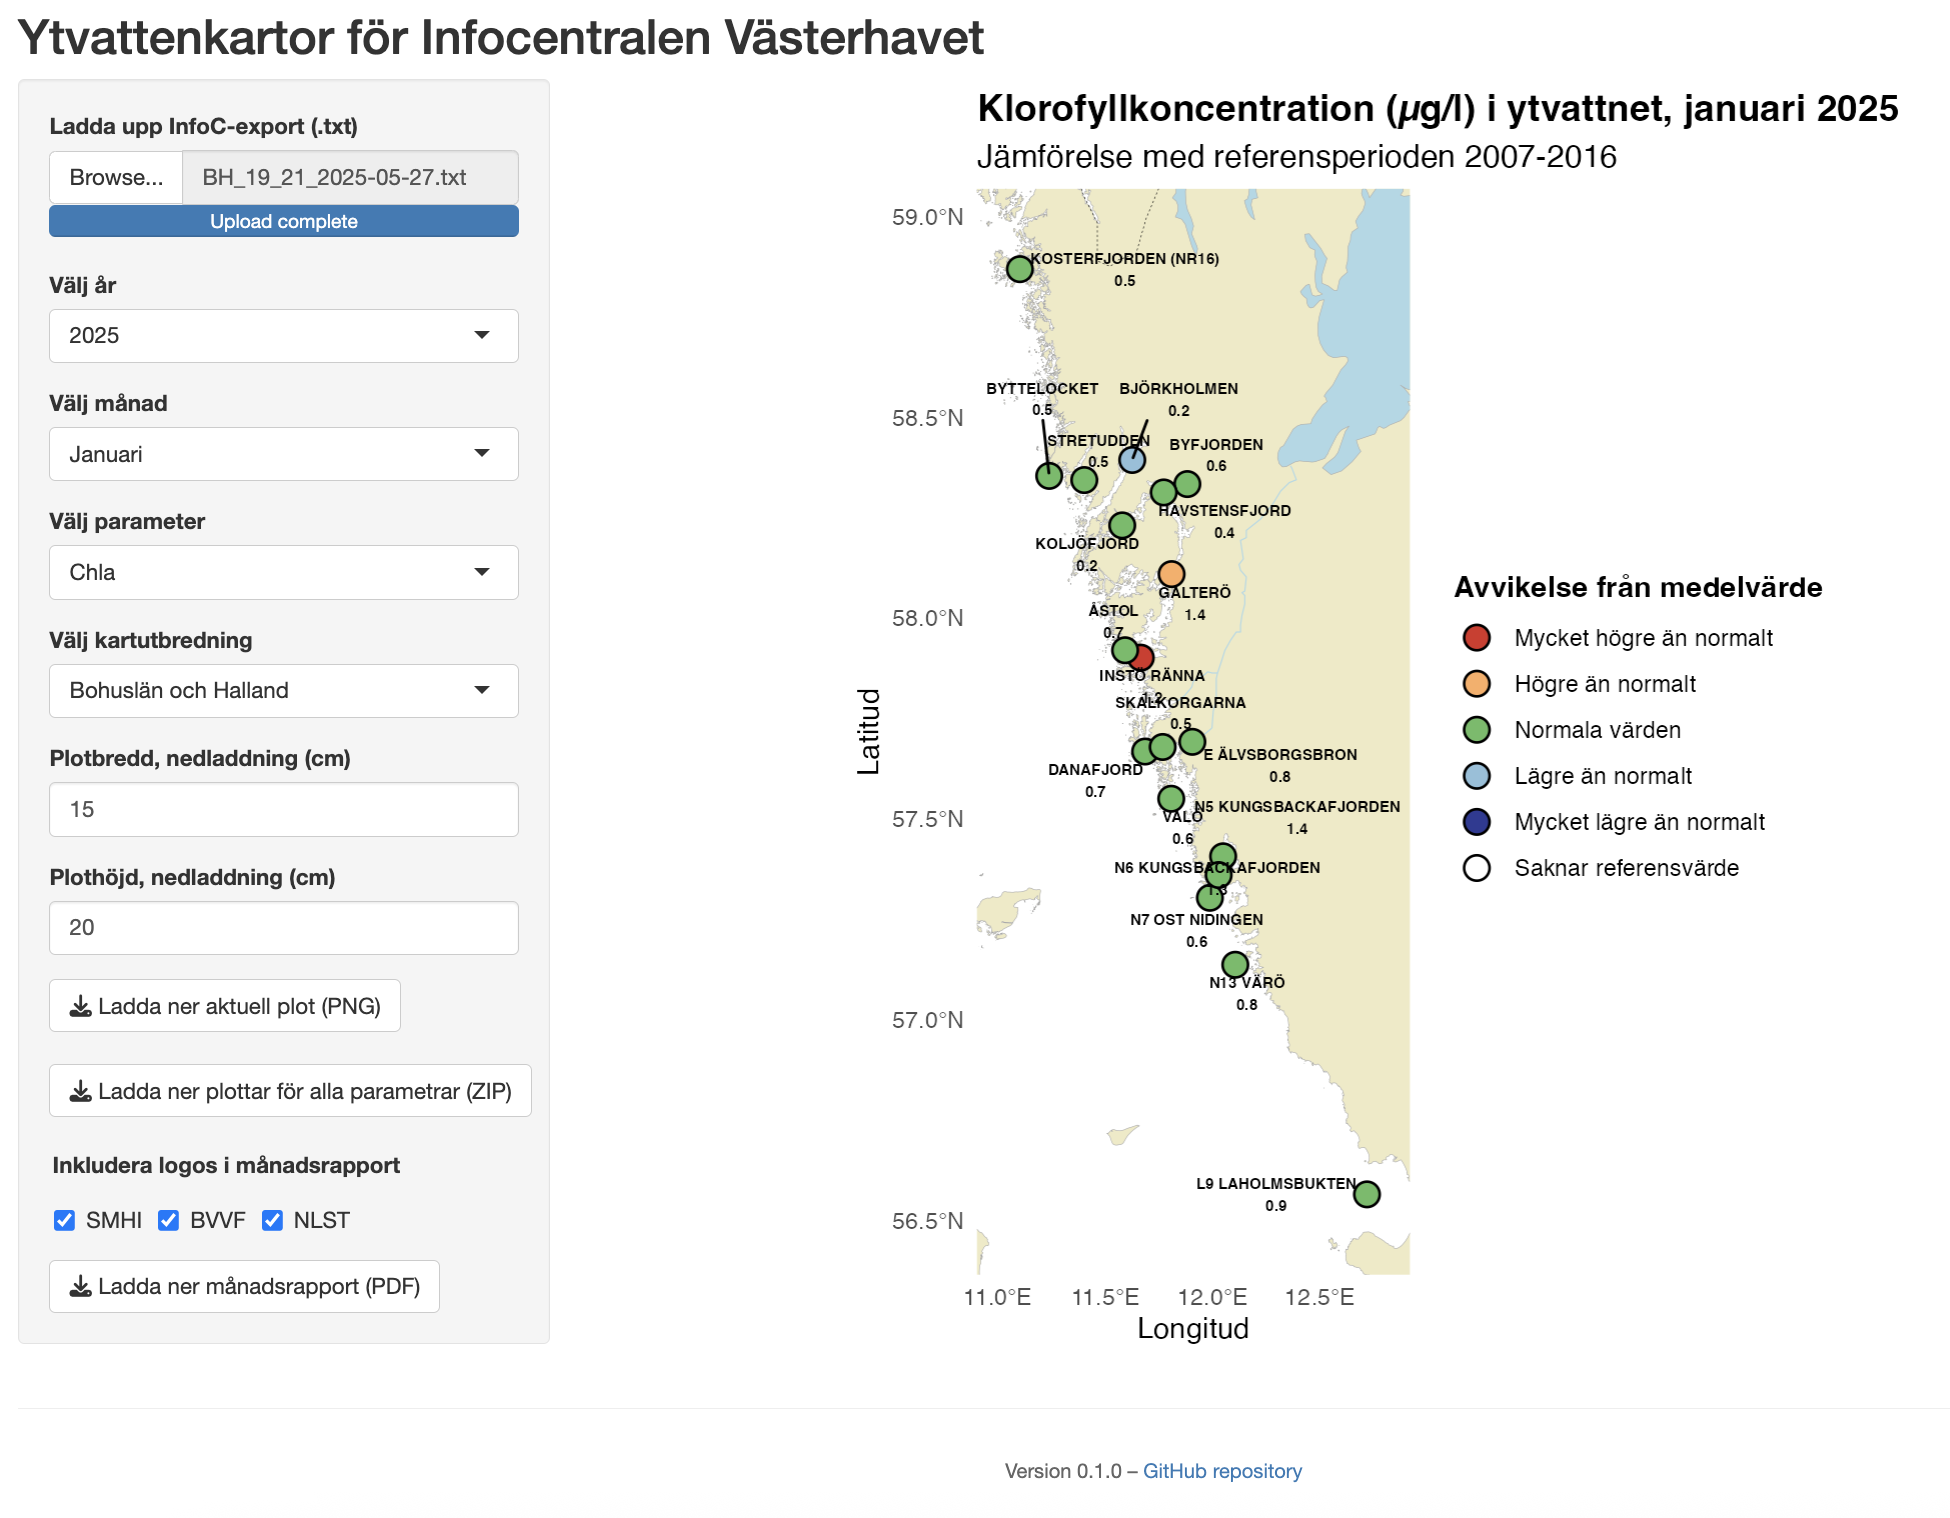 Ytvattenkartor för Infocentralen Västerhavet
Ladda upp InfoC-export (.txt)
Browse...
BH_19_21_2025-05-27.txt
Upload complete
Välj år
2025
Välj månad
Januari
Välj parameter
Chla
Välj kartutbredning
Bohuslän och Halland
Plotbredd, nedladdning (cm)
15
Plothöjd, nedladdning (cm)
20
Ladda ner aktuell plot (PNG)
Ladda ner plottar för alla parametrar (ZIP)
Inkludera logos i månadsrapport
SMHI BVVF NLST
Ladda ner månadsrapport (PDF)
Klorofyllkoncentration (µg/l) i ytvattnet, januari 2025
Jämförelse med referensperioden 2007-2016
59.0°N
58.5°N
58.0°N
57.5°N
57.0°N
56.5°N
Latitud
KOSTERFJORDEN (NR16)
0.5
BYTTELOCKET
0.5
BJÖRKHOLMEN
0.2
STRETUDDEN
0.5
BYFJORDEN
0.6
HAVSTENSFJORD
0.4
KOLJÖFJORD
0.2
GALTERÖ
1.4
ÅSTOL
0.7
INSTÖ RÄNNA
1.2
SKALKORGARNA
0.5
E ÄLVSBORGSBRON
0.8
DANAFJORD
0.7
N5 KUNGSBACKAFJORDEN
1.4
VALÖ
0.6
N6 KUNGSBACKAFJORDEN
1.3
N7 OST NIDINGEN
0.6
N13 VÄRÖ
0.8
L9 LAHOLMSBUKTEN
0.9
11.0°E 11.5°E 12.0°E 12.5°E
Longitud
Avvikelse från medelvärde
Mycket högre än normalt
Högre än normalt
Normala värden
Lägre än normalt
Mycket lägre än normalt
Saknar referensvärde
Version 0.1.0 – GitHub repository